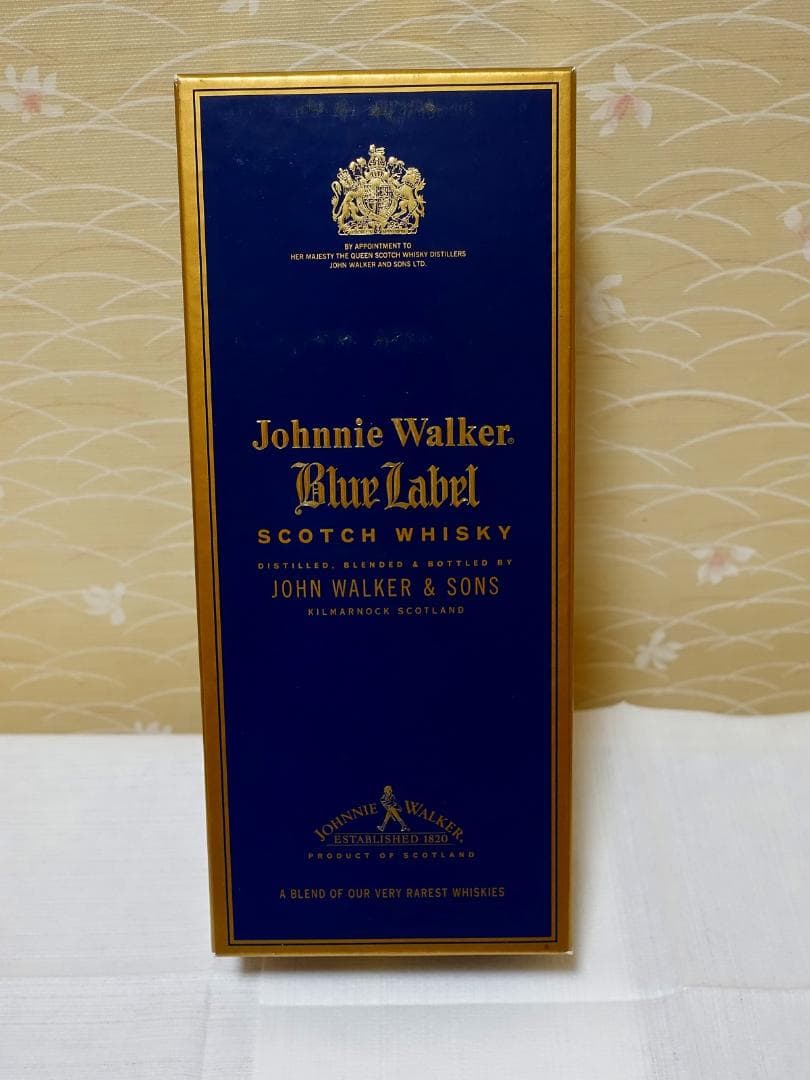 BY APPOINTMENT TO
HER MAJESTY THE QUEEN SCOTCH WHISKY DISTILLERS
JOHN WALKER AND SONS LTD.
Johnnie Walker®
Blue Label
SCOTCH WHISKY
DISTILLED, BLENDED & BOTTLED BY
JOHN WALKER & SONS
KILMARNOCK SCOTLAND
JOHNNIE WALKER.
ESTABLISHED 1820
PRODUCT OF SCOTLAND
A BLEND OF OUR VERY RAREST WHISKIES